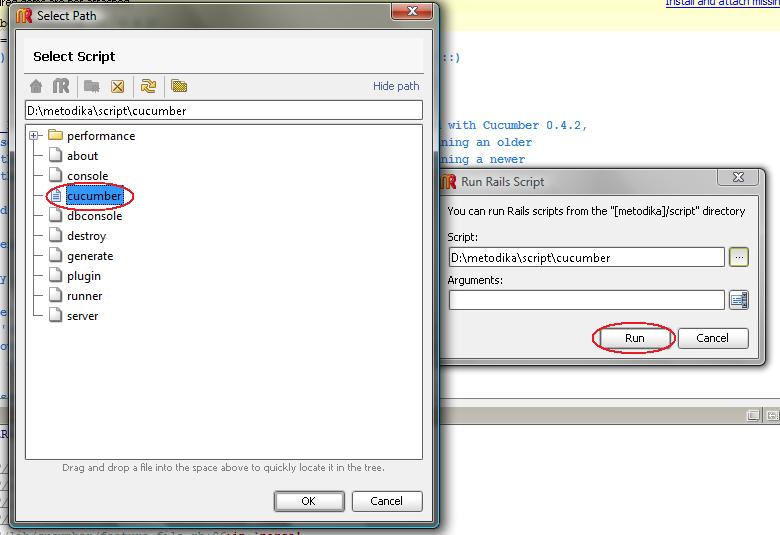 Install and attach missin
Select Path
Select Script
Hide path
D:\metodika\script\cucumber
performance
about
console
cucumber
dbconsole
destroy
generate
plugin
runner
server
Drag and drop a file into the space above to quickly locate it in the tree.
OK
Cancel
::)
with Cucumber 0.4.2,
ning an older
ning a newer
Run Rails Script
You can run Rails scripts from the "[metodika]/script" directory
Script:
D:\metodika\script\cucumber
...
Arguments:
Run
Cancel